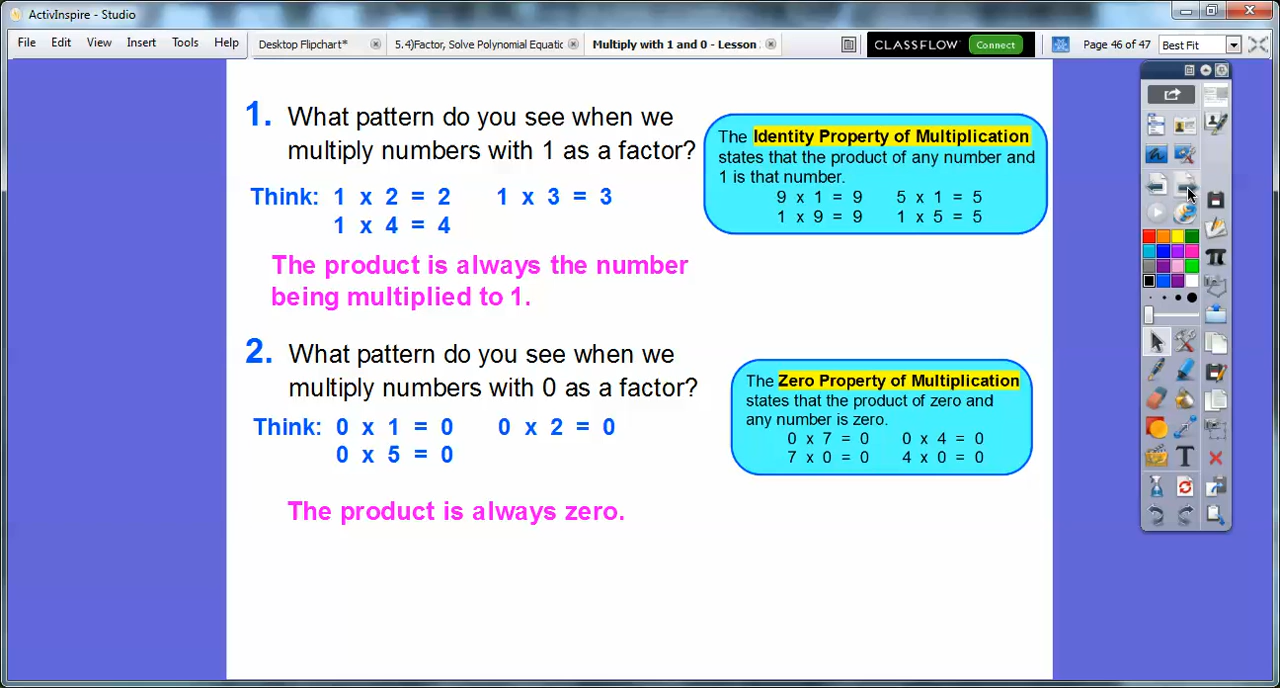 ActivInspire - Studio
File Edit View Insert Tools Help
Desktop Flipchart* 5.4)Factor, Solve Polynomial Equatic Multiply with 1 and 0 - Lesson
CLASSFLOW Connect
Page 46 of 47 Best Fit
1. What pattern do you see when we
multiply numbers with 1 as a factor?
Think: 1 x 2 = 2 1 x 3 = 3
1 x 4 = 4
The product is always the number
being multiplied to 1.
The Identity Property of Multiplication
states that the product of any number and
1 is that number.
9 x 1 = 9 5 x 1 = 5
1 x 9 = 9 1 x 5 = 5
2. What pattern do you see when we
multiply numbers with 0 as a factor?
Think: 0 x 1 = 0 0 x 2 = 0
0 x 5 = 0
The product is always zero.
The Zero Property of Multiplication
states that the product of zero and
any number is zero.
0 x 7 = 0 0 x 4 = 0
7 x 0 = 0 4 x 0 = 0